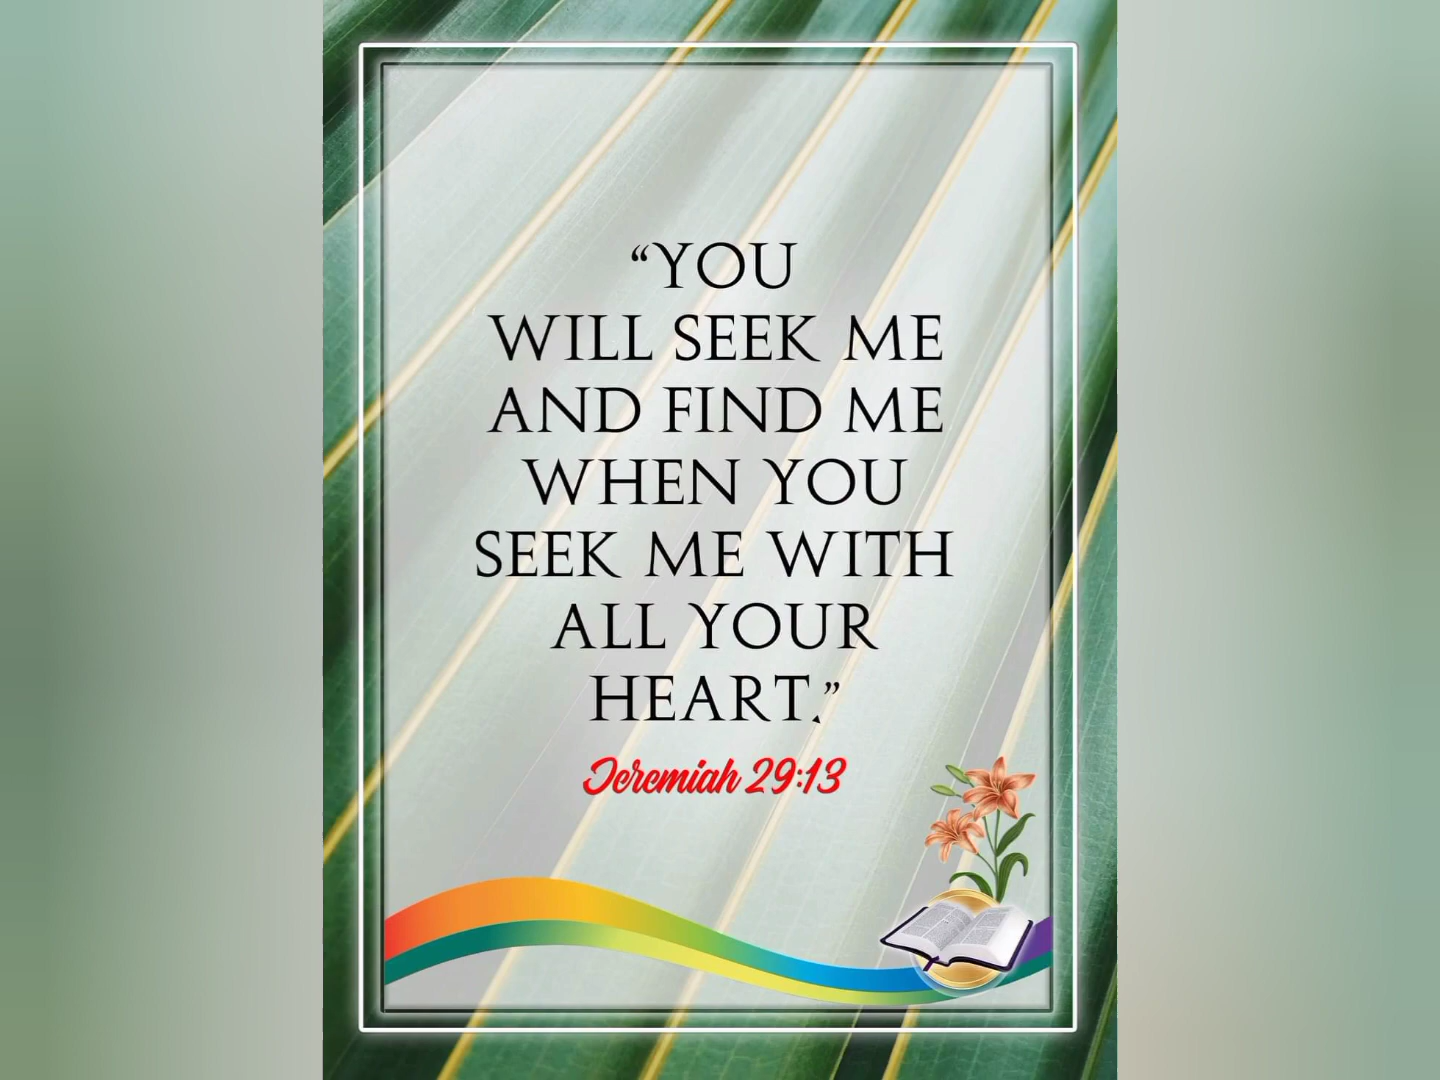 “YOU
WILL SEEK ME
AND FIND ME
WHEN YOU
SEEK ME WITH
ALL YOUR
HEART.”
Jeremiah 29:13